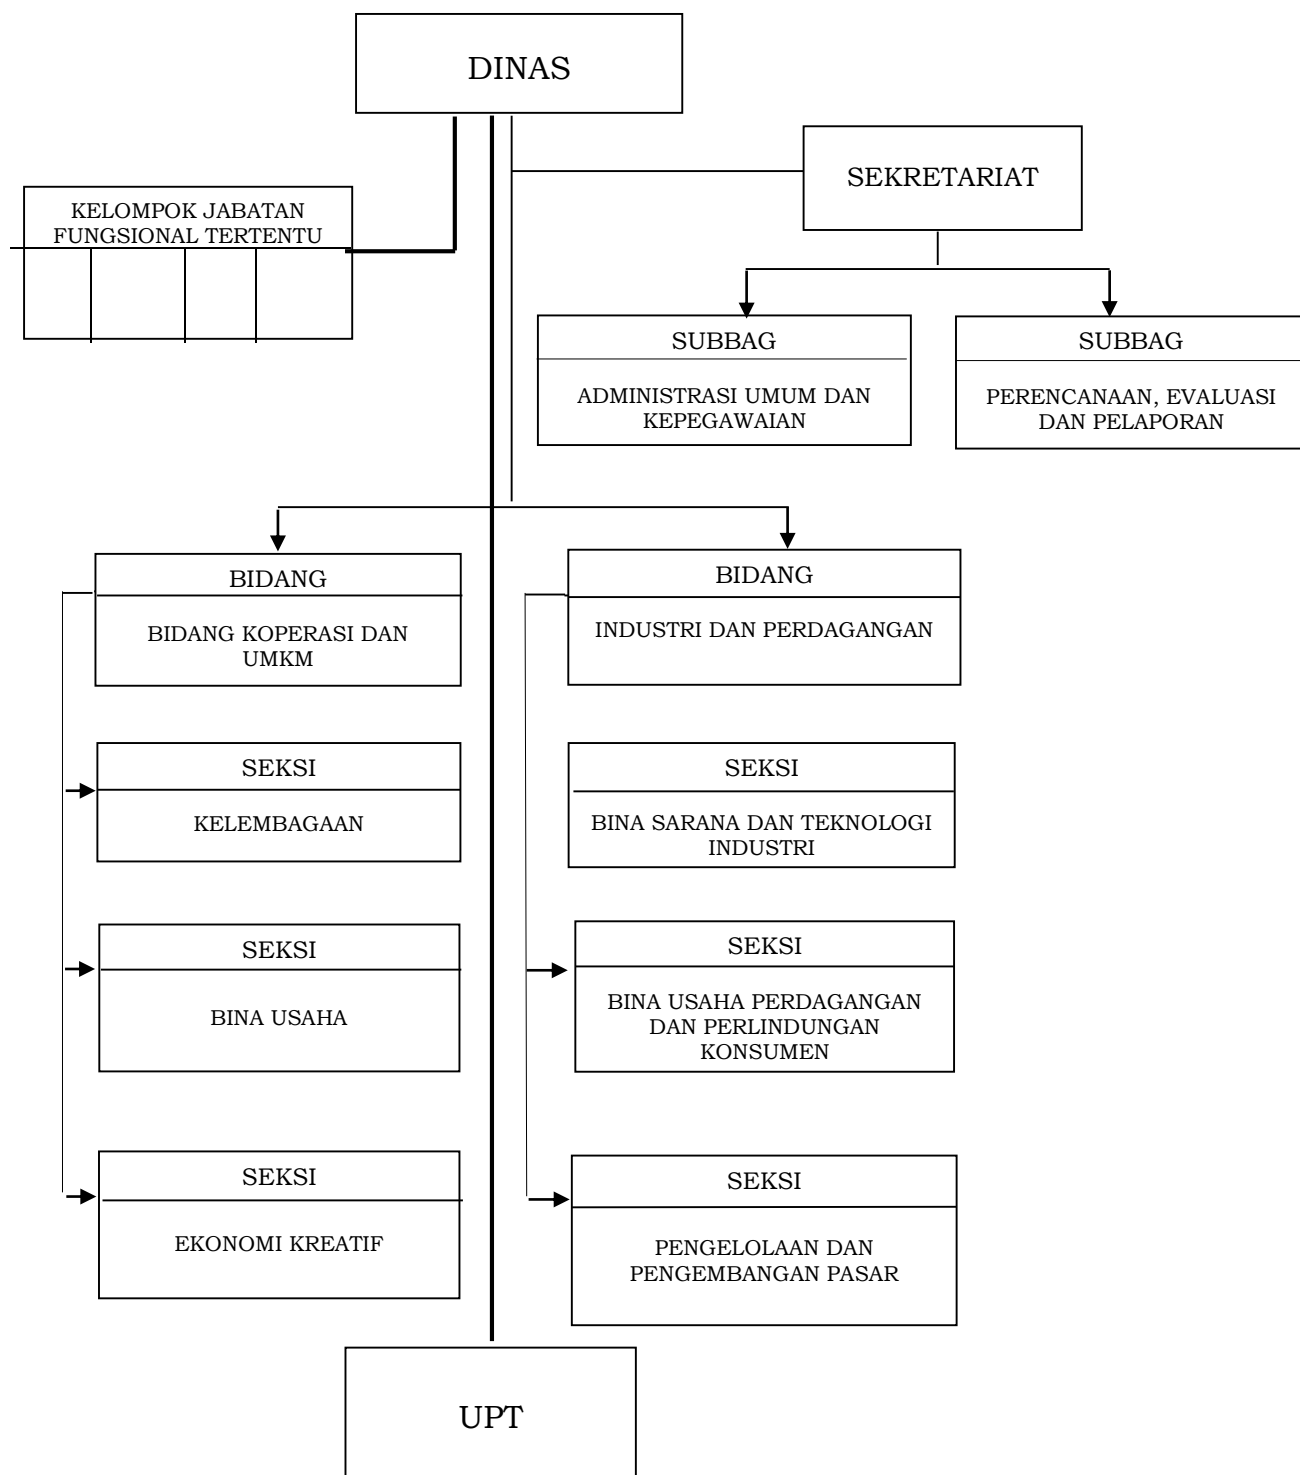 DINAS
SEKRETARIAT
KELOMPOK JABATAN
FUNGSIONAL TERTENTU
SUBBAG
ADMINISTRASI UMUM DAN
KEPEGAWAIAN
SUBBAG
PERENCANAAN, EVALUASI
DAN PELAPORAN
BIDANG
BIDANG KOPERASI DAN
UMKM
BIDANG
INDUSTRI DAN PERDAGANGAN
SEKSI
KELEMBAGAAN
SEKSI
BINA SARANA DAN TEKNOLOGI
INDUSTRI
SEKSI
BINA USAHA
SEKSI
BINA USAHA PERDAGANGAN
DAN PERLINDUNGAN
KONSUMEN
SEKSI
EKONOMI KREATIF
SEKSI
PENGELOLAAN DAN
PENGEMBANGAN PASAR
UPT